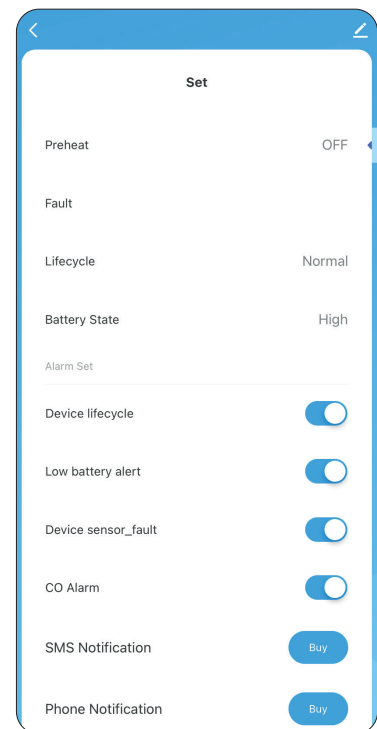 Set
Preheat OFF
Fault
Lifecycle Normal
Battery State High
Alarm Set
Device lifecycle
Low battery alert
Device sensor_fault
CO Alarm
SMS Notification Buy
Phone Notification Buy